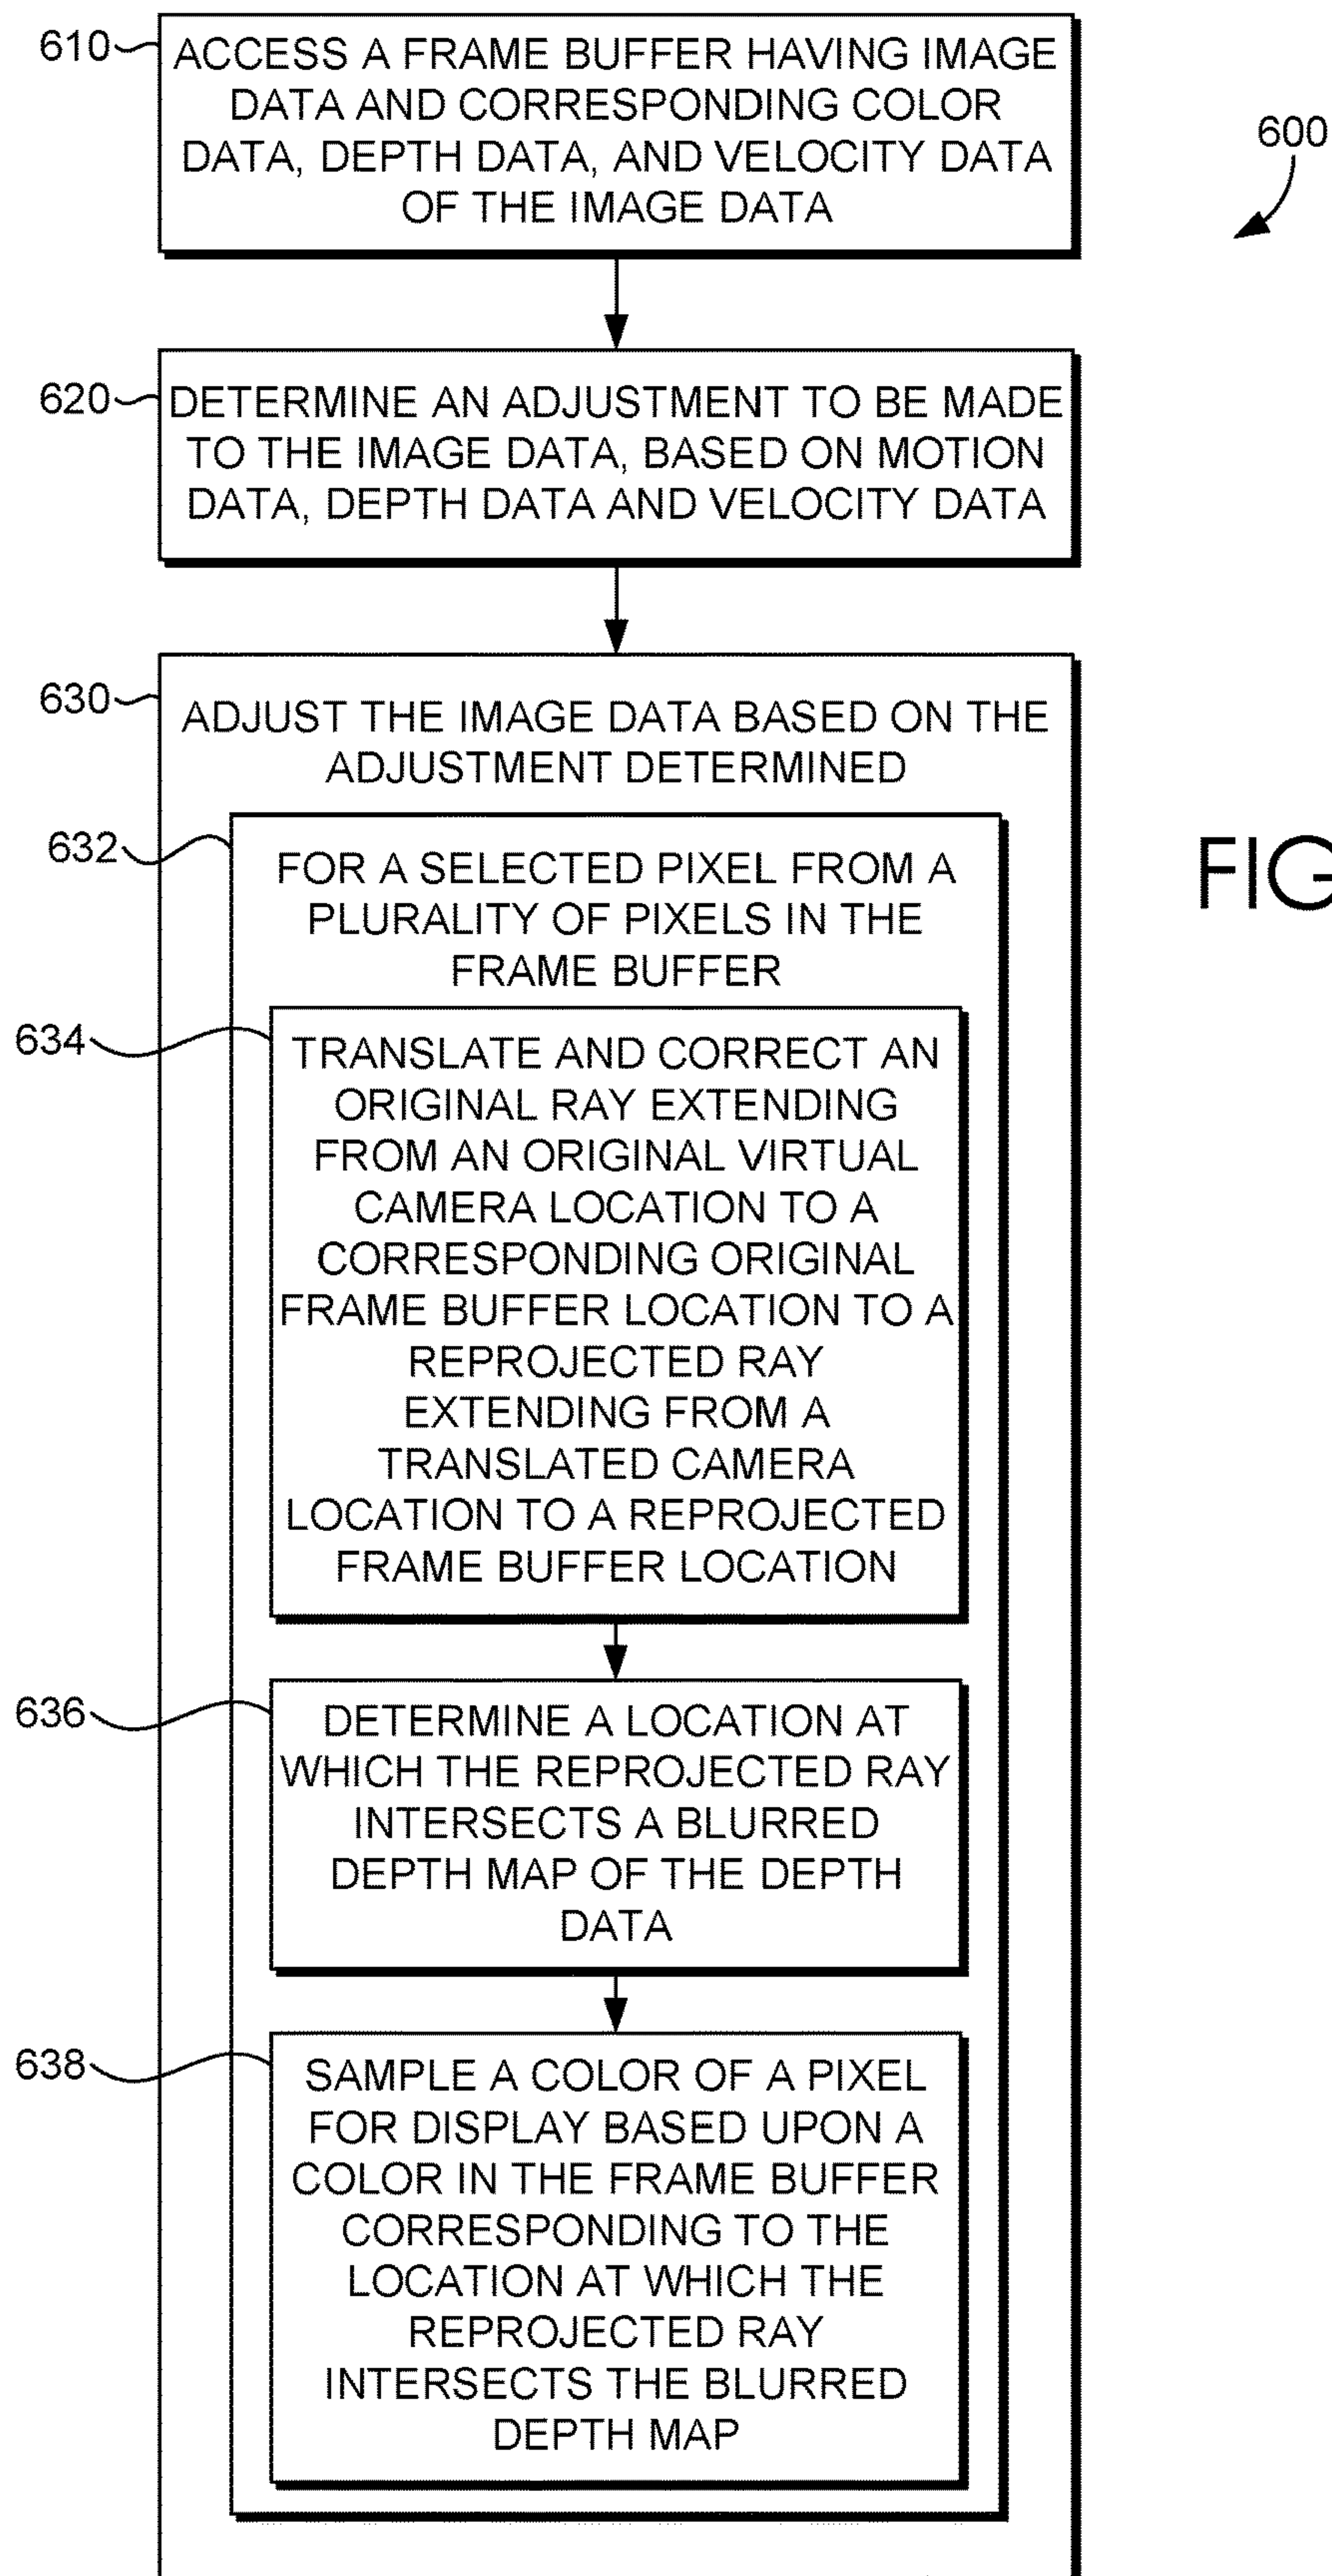 610
ACCESS A FRAME BUFFER HAVING IMAGE
DATA AND CORRESPONDING COLOR
DATA, DEPTH DATA, AND VELOCITY DATA
OF THE IMAGE DATA
600
620
DETERMINE AN ADJUSTMENT TO BE MADE
TO THE IMAGE DATA, BASED ON MOTION
DATA, DEPTH DATA AND VELOCITY DATA
630
ADJUST THE IMAGE DATA BASED ON THE
ADJUSTMENT DETERMINED
632
FOR A SELECTED PIXEL FROM A
PLURALITY OF PIXELS IN THE
FRAME BUFFER
FIG
634
TRANSLATE AND CORRECT AN
ORIGINAL RAY EXTENDING
FROM AN ORIGINAL VIRTUAL
CAMERA LOCATION TO A
CORRESPONDING ORIGINAL
FRAME BUFFER LOCATION TO A
REPROJECTED RAY
EXTENDING FROM A
TRANSLATED CAMERA
LOCATION TO A REPROJECTED
FRAME BUFFER LOCATION
636
DETERMINE A LOCATION AT
WHICH THE REPROJECTED RAY
INTERSECTS A BLURRED
DEPTH MAP OF THE DEPTH
DATA
638
SAMPLE A COLOR OF A PIXEL
FOR DISPLAY BASED UPON A
COLOR IN THE FRAME BUFFER
CORRESPONDING TO THE
LOCATION AT WHICH THE
REPROJECTED RAY
INTERSECTS THE BLURRED
DEPTH MAP